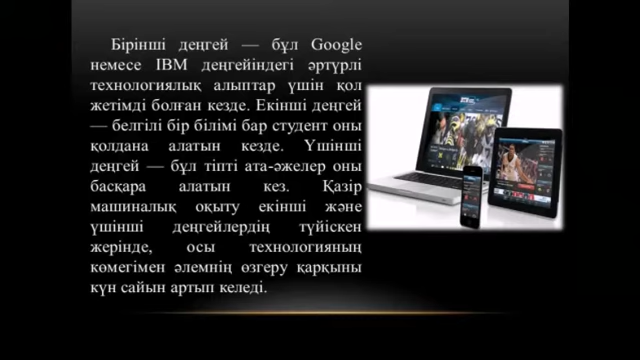 Бірінші деңгей — бұл Google
немесе IBM деңгейіндегі әртүрлі
технологиялық алыптар үшін қол
жетімді болған кезде. Екінші деңгей
— белгілі бір білімі бар студент оны
қолдана алатын кезде. Үшінші
деңгей — бұл тіпті ата-әжелер оны
басқара алатын кез. Қазір
машиналық оқыту екінші және
үшінші деңгейлердің түйіскен
жерінде, осы технологияның
көмегімен әлемнің өзгеру қарқыны
күн сайын артып келеді.